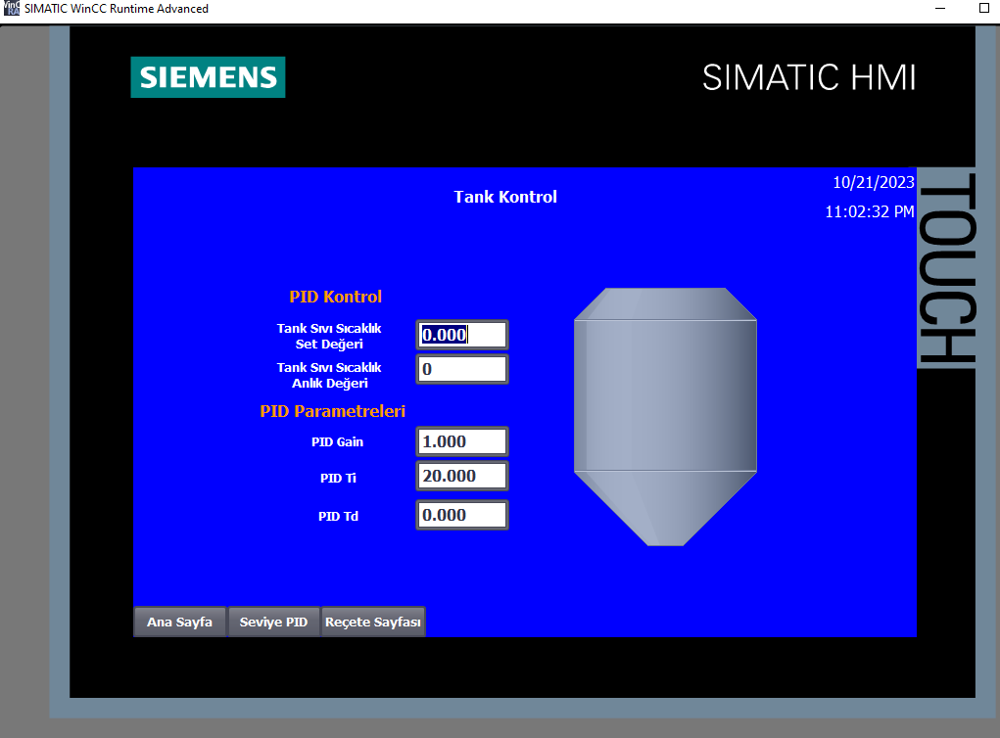 SIMATIC WinCC Runtime Advanced
SIEMENS
SIMATIC HMI
TOUCH
10/21/2023
Tank Kontrol
11:02:32 PM
PID Kontrol
Tank Sıvı Sıcaklık
Set Değeri
0.000
Tank Sıvı Sıcaklık
Anlık Değeri
0
PID Parametreleri
PID Gain
1.000
PID Ti
20.000
PID Td
0.000
Ana Sayfa
Seviye PID
Reçete Sayfası